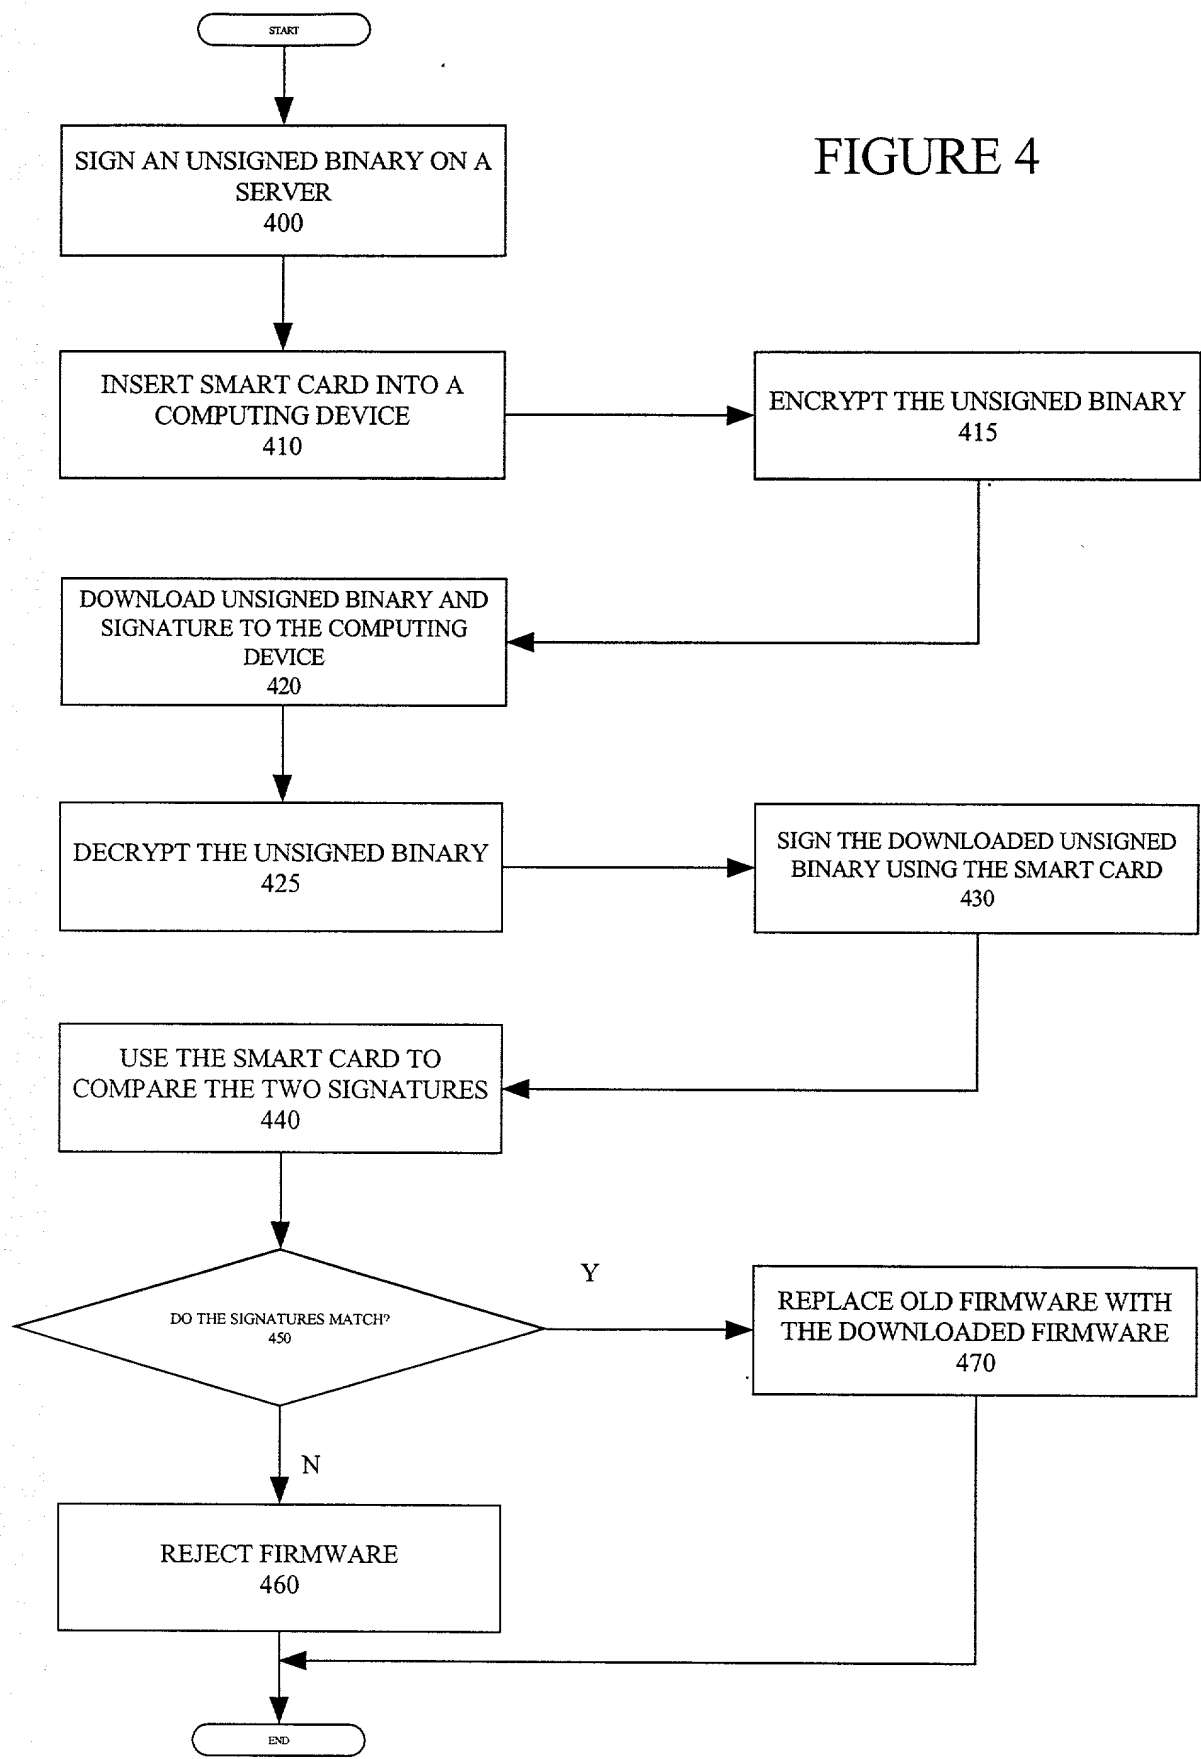 START
FIGURE 4
SIGN AN UNSIGNED BINARY ON A
SERVER
400
INSERT SMART CARD INTO A
COMPUTING DEVICE
410
ENCRYPT THE UNSIGNED BINARY
415
DOWNLOAD UNSIGNED BINARY AND
SIGNATURE TO THE COMPUTING
DEVICE
420
DECRYPT THE UNSIGNED BINARY
425
SIGN THE DOWNLOADED UNSIGNED
BINARY USING THE SMART CARD
430
USE THE SMART CARD TO
COMPARE THE TWO SIGNATURES
440
DO THE SIGNATURES MATCH?
450
Y
REPLACE OLD FIRMWARE WITH
THE DOWNLOADED FIRMWARE
470
N
REJECT FIRMWARE
460
END